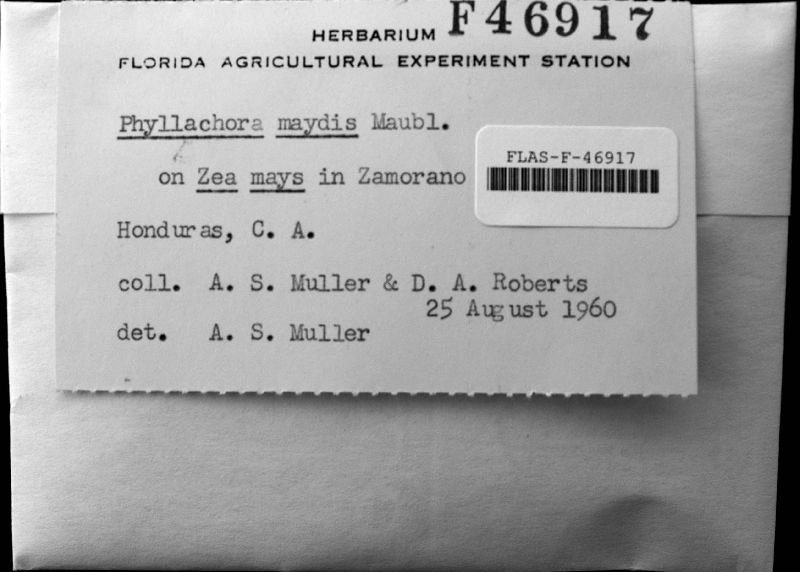 HERBARIUM F46917
FLORIDA AGRICULTURAL EXPERIMENT STATION
Phyllachora maydis Maubl.
on Zea mays in Zamorano
FLAS-F-46917
Honduras, C. A.
coll. A. S. Muller & D. A. Roberts
25 August 1960
det. A. S. Muller